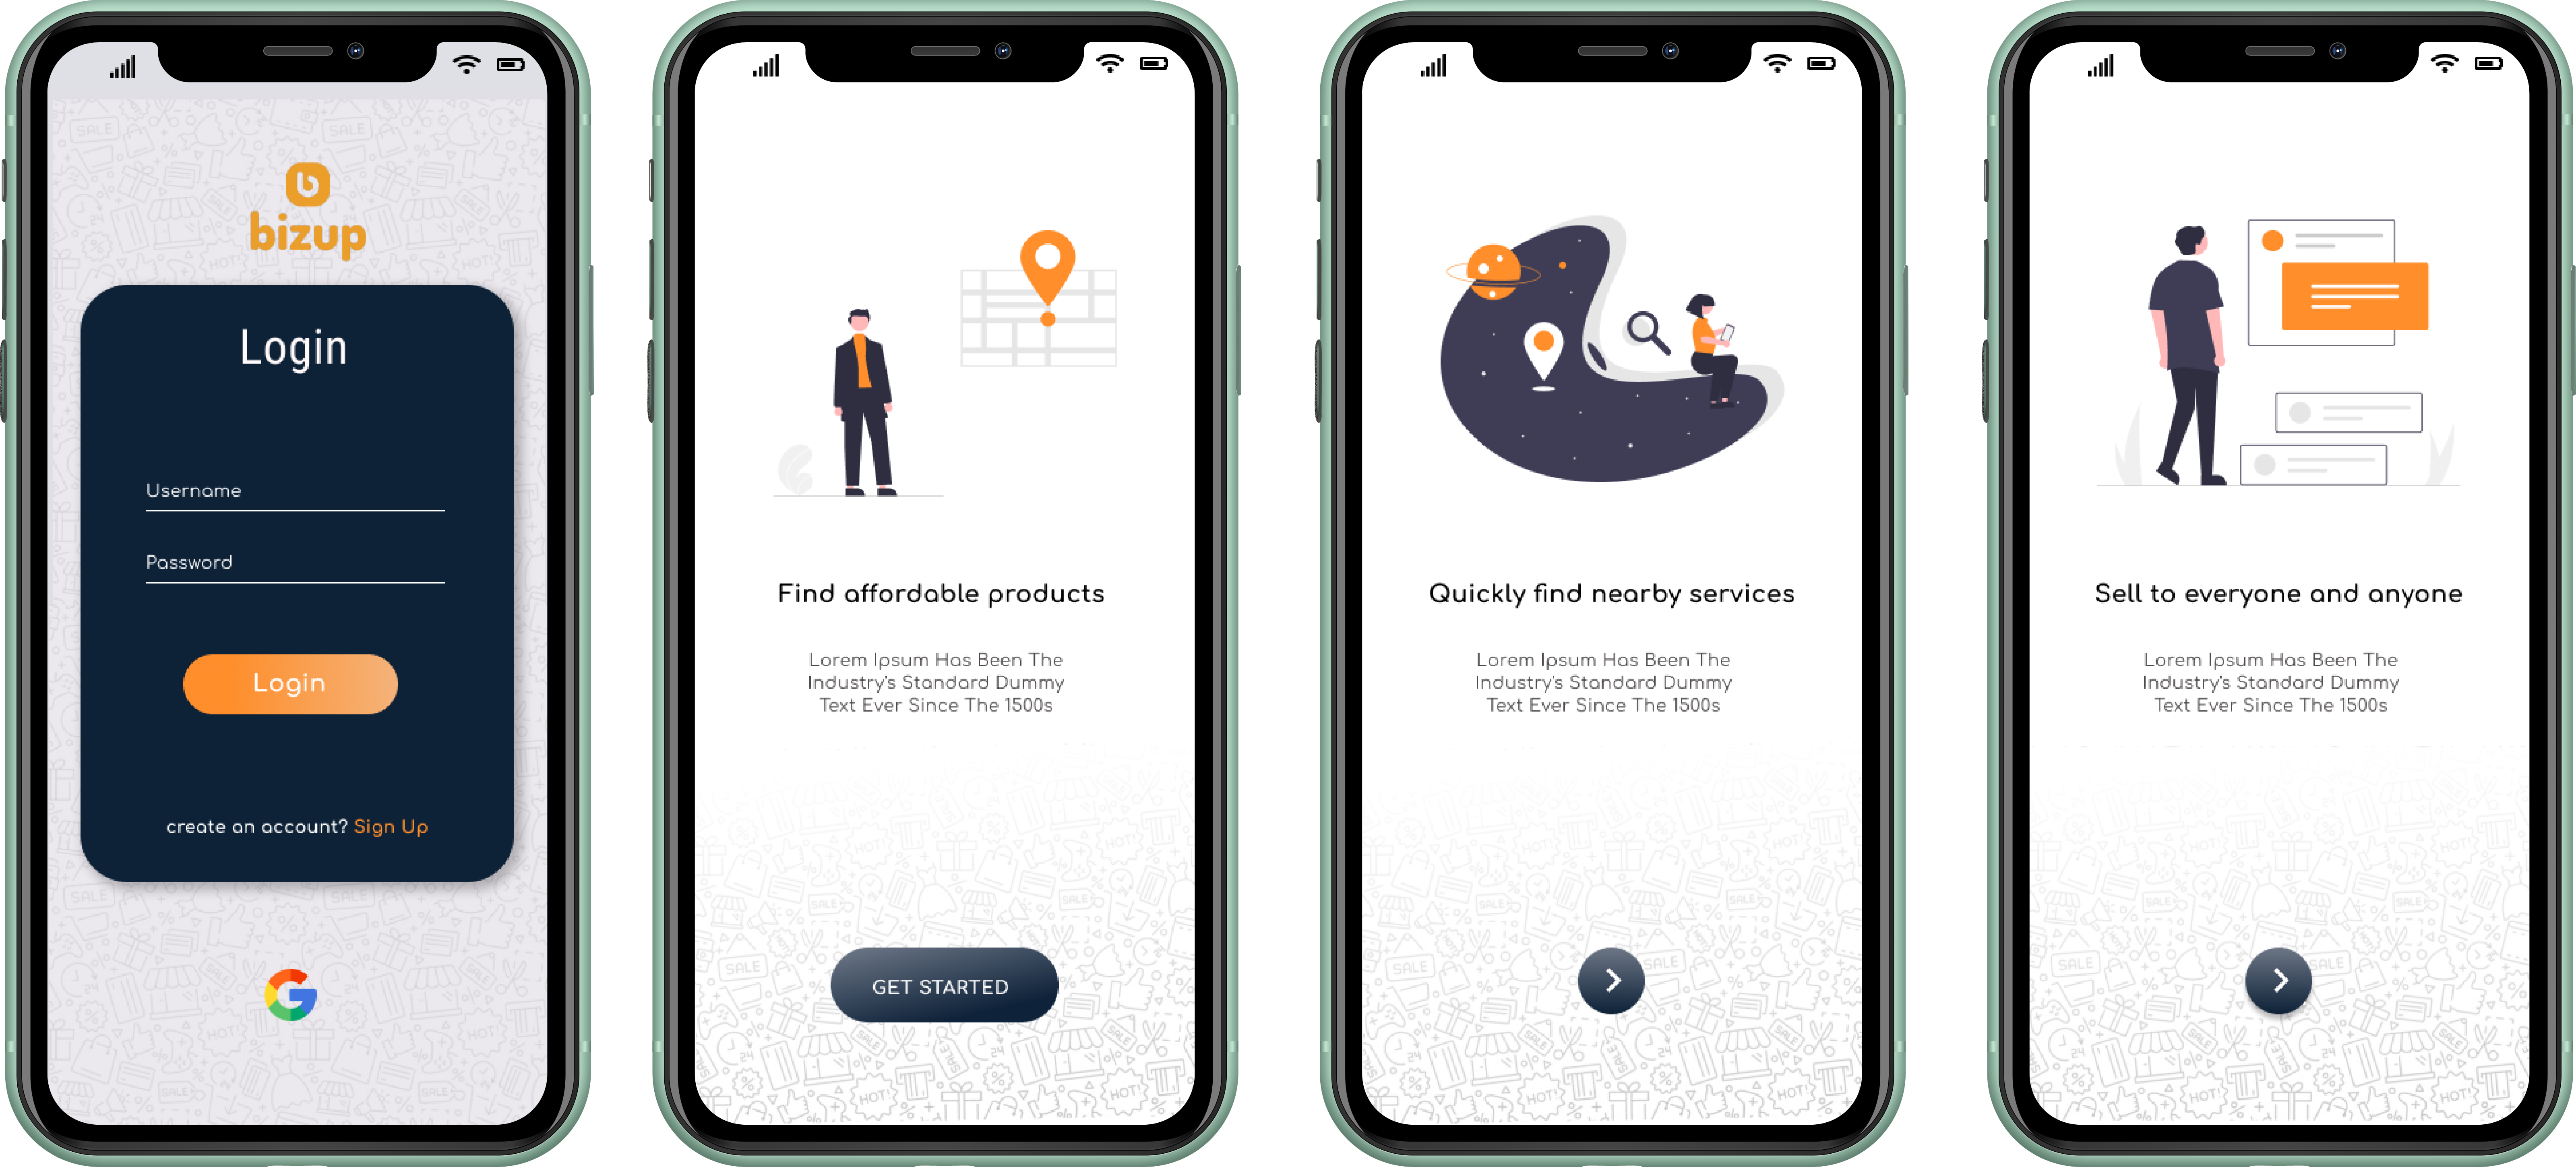 bizup
Login
Username
Password
Login
create an account? Sign Up
Find affordable products
Lorem Ipsum Has Been The
Industry's Standard Dummy
Text Ever Since The 1500s
GET STARTED
Quickly find nearby services
Lorem Ipsum Has Been The
Industry's Standard Dummy
Text Ever Since The 1500s
Sell to everyone and anyone
Lorem Ipsum Has Been The
Industry's Standard Dummy
Text Ever Since The 1500s